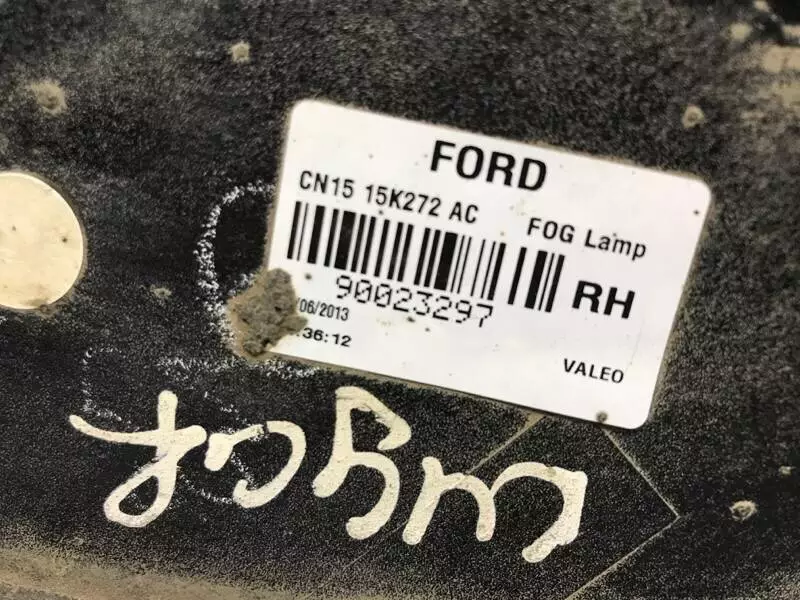 FORD
CN15 15K272 AC FOG Lamp
90023297 RH
/06/2013
:36:12
VALEO